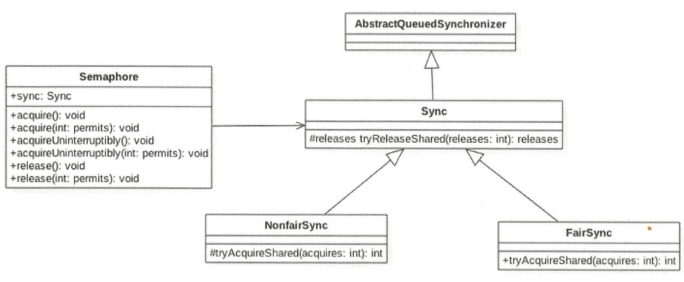 AbstractQueuedSynchronizer
Semaphore
+sync: Sync
+acquire(): void
+acquire(int: permits): void
+acquireUninterruptibly(): void
+acquireUninterruptibly(int: permits): void
+release(): void
+release(int: permits): void
Sync
#releases tryReleaseShared(releases: int): releases
NonfairSync
#tryAcquireShared(acquires: int): int
FairSync
+tryAcquireShared(acquires: int): int